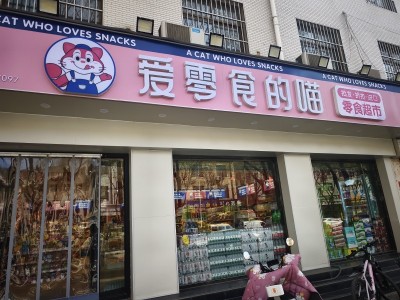 A CAT WHO LOVES SNACKS
A CAT WHO LOVES SNACKS
A CAT WHO LOVES SNACKS
爱零食的喵
零食超市
7097